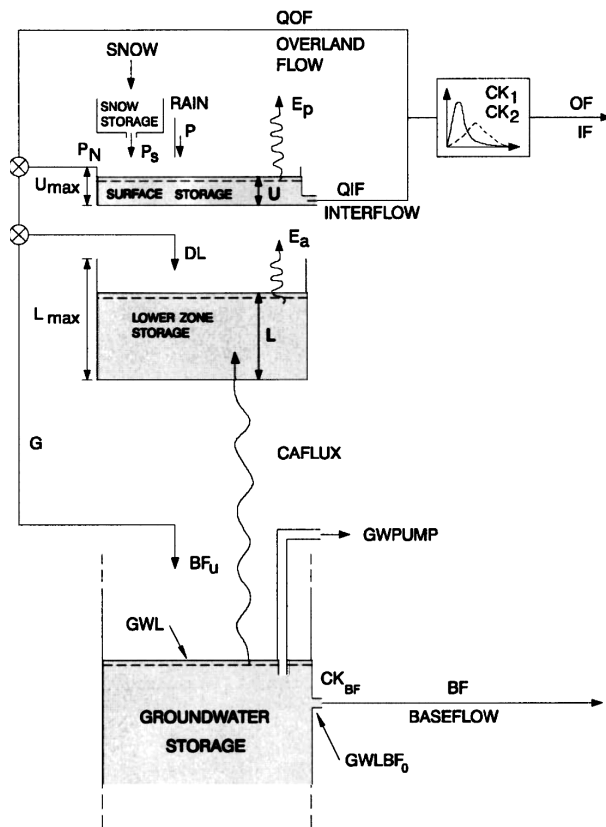 QOF
OVERLAND
FLOW
SNOW
SNOW
STORAGE
RAIN
P
Ps
PN
Ep
CK1
CK2
OF
IF
Umax
SURFACE STORAGE
U
QIF
INTERFLOW
DL
Ea
Lmax
LOWER ZONE
STORAGE
L
G
CAFLUX
GWPUMP
BFu
GWL
CKBF
BF
BASEFLOW
GROUNDWATER
STORAGE
GWLBF0